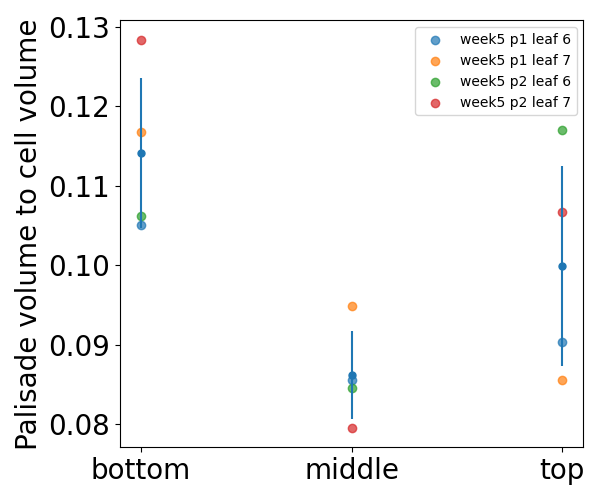 Palisade volume to cell volume
0.13
0.12
0.11
0.10
0.09
0.08
bottom
middle
top
week5 p1 leaf 6
week5 p1 leaf 7
week5 p2 leaf 6
week5 p2 leaf 7